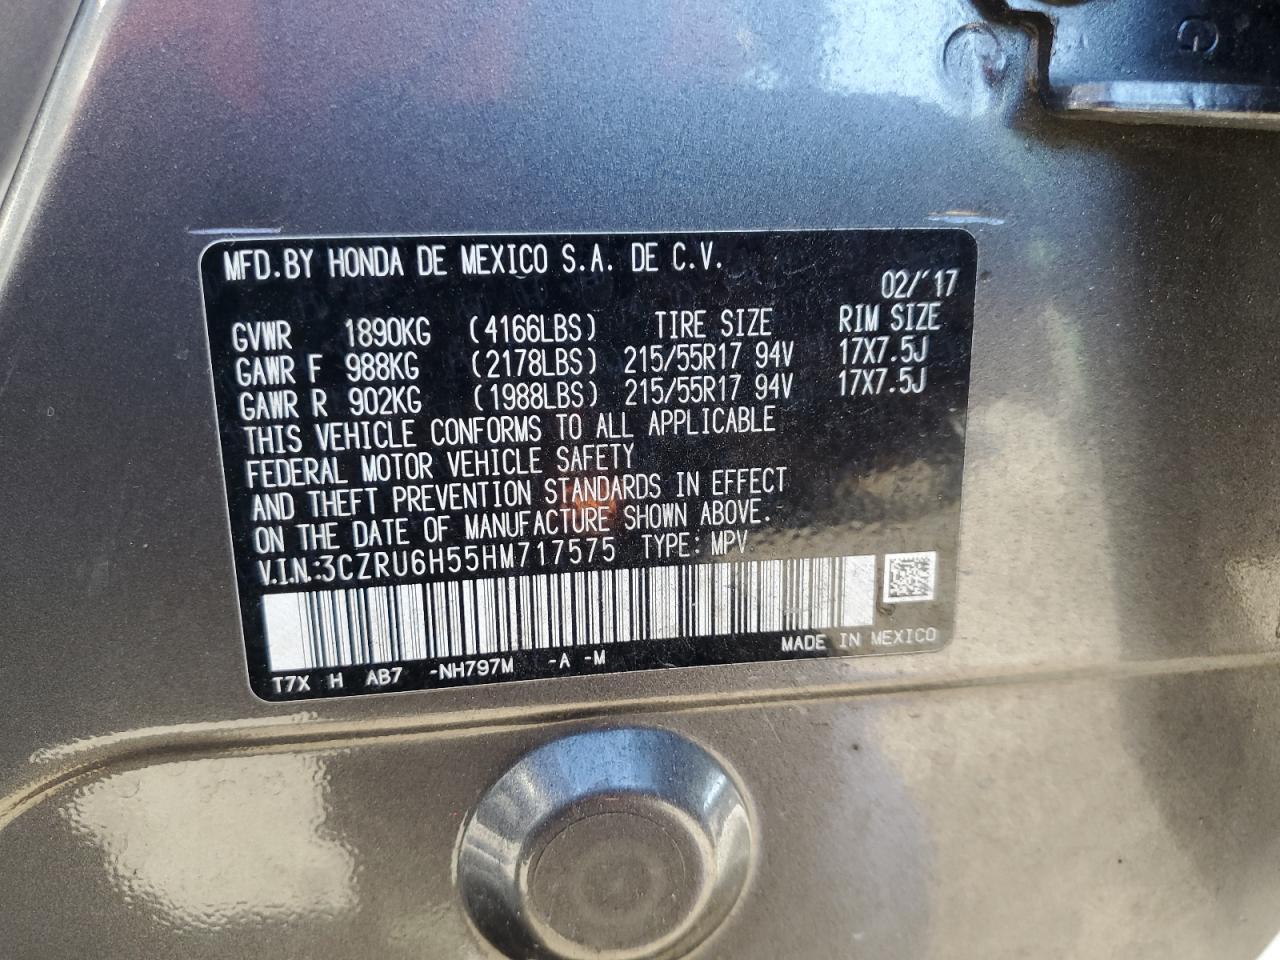 MFD.BY HONDA DE MEXICO S.A. DE C.V.
02/'17
GVWR 1890KG (4166LBS) TIRE SIZE RIM SIZE
GAWR F 988KG (2178LBS) 215/55R17 94V 17X7.5J
GAWR R 902KG (1988LBS) 215/55R17 94V 17X7.5J
THIS VEHICLE CONFORMS TO ALL APPLICABLE
FEDERAL MOTOR VEHICLE SAFETY
AND THEFT PREVENTION STANDARDS IN EFFECT
ON THE DATE OF MANUFACTURE SHOWN ABOVE.
V.I.N.:3CZRU6H55HM717575 TYPE: MPV
MADE IN MEXICO
T7X H AB7 -NH797M -A -M